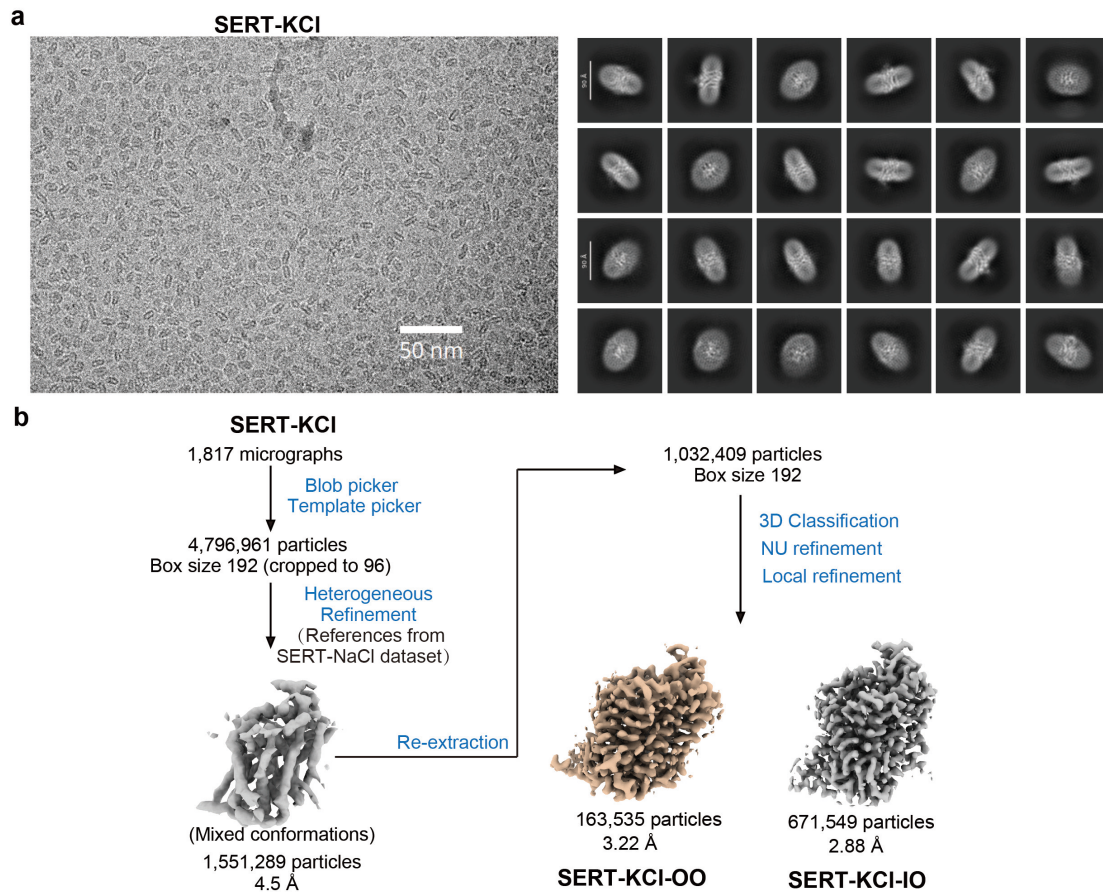 a
SERT-KCl
50 nm
90 Å
90 Å
b
SERT-KCl
1,817 micrographs
Blob picker
Template picker
4,796,961 particles
Box size 192 (cropped to 96)
Heterogeneous
Refinement
(References from
SERT-NaCl dataset)
(Mixed conformations)
1,551,289 particles
4.5 Å
Re-extraction
1,032,409 particles
Box size 192
3D Classification
NU refinement
Local refinement
163,535 particles
3.22 Å
SERT-KCl-OO
671,549 particles
2.88 Å
SERT-KCl-IO